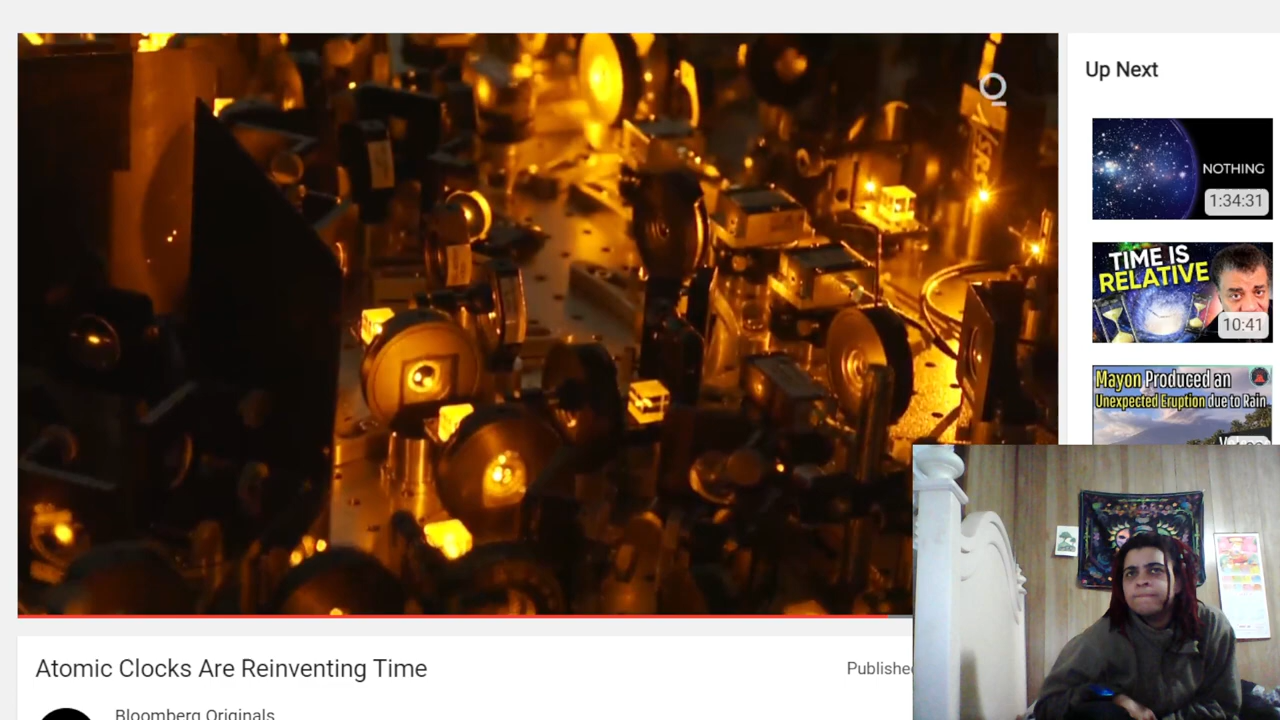 Up Next
NOTHING
1:34:31
TIME IS
RELATIVE
10:41
Mayon Produced an
Unexpected Eruption due to Rain
Atomic Clocks Are Reinventing Time
Bloomberg Originals